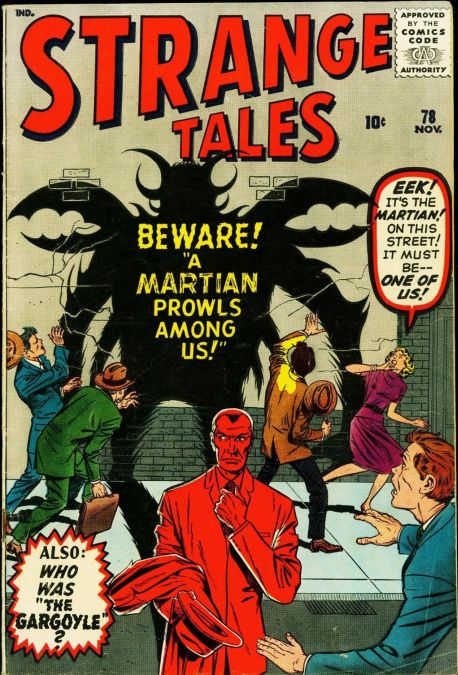 IND.
STRANGE
TALES
APPROVED
BY THE
COMICS
CODE
CA
AUTHORITY
10¢
78
NOV.
EEK!
IT'S THE
MARTIAN!
ON THIS
STREET!
IT MUST
BE--
ONE OF
US!
BEWARE!
"A
MARTIAN
PROWLS
AMONG
US!"
ALSO:
WHO
WAS
"THE
GARGOYLE"
?